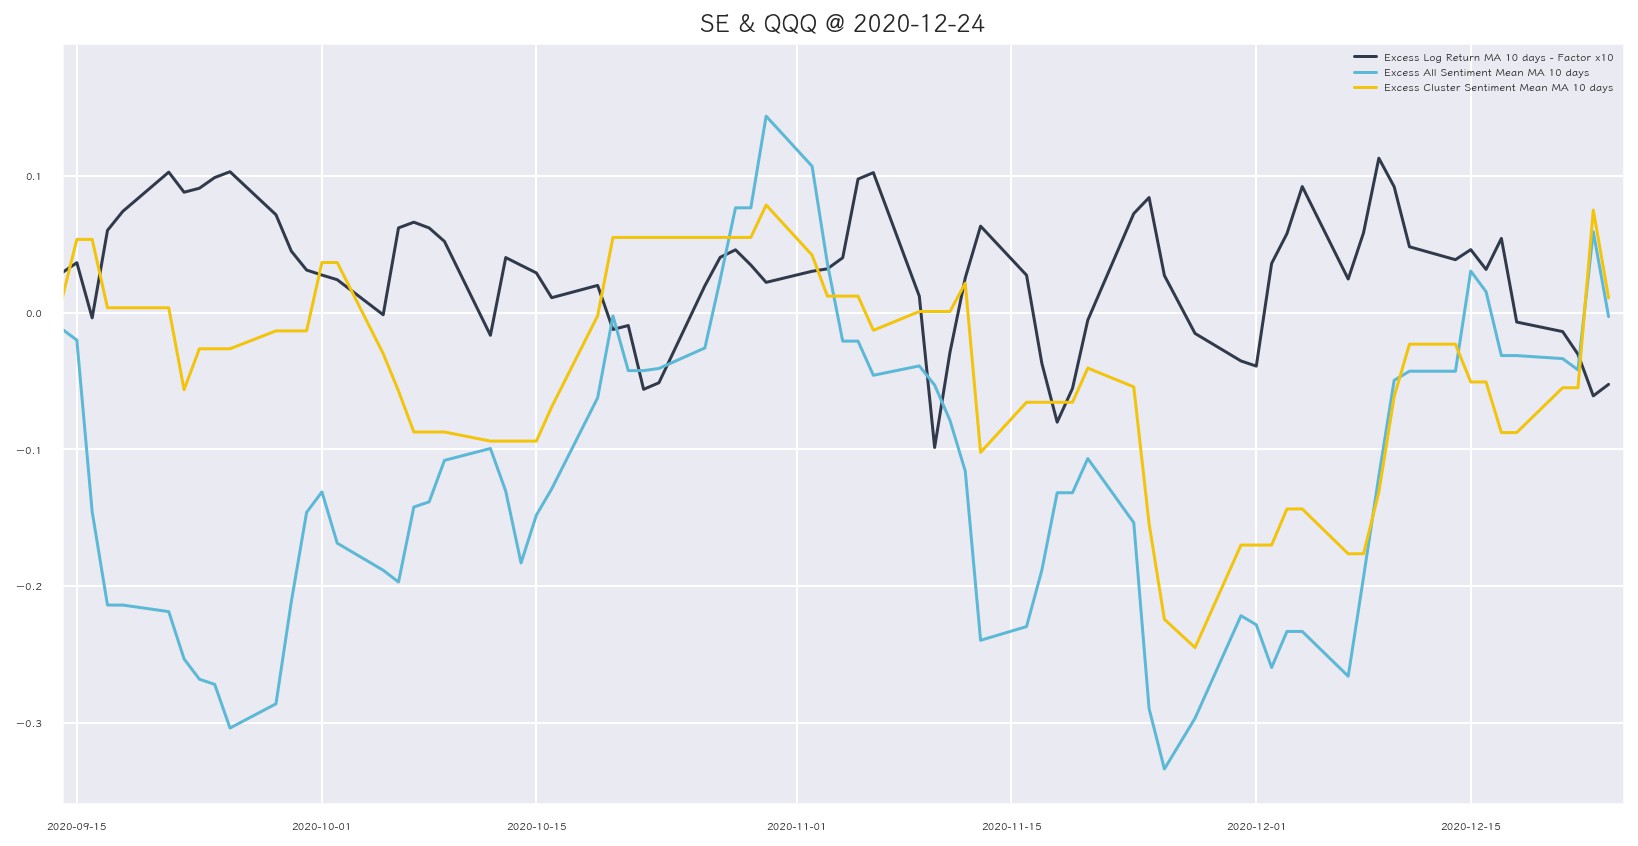 SE & QQQ @ 2020-12-24
Excess Log Return MA 10 days - Factor x10
Excess All Sentiment Mean MA 10 days
Excess Cluster Sentiment Mean MA 10 days
0.1
0.0
−0.1
−0.2
−0.3
2020-09-15 2020-10-01 2020-10-15 2020-11-01 2020-11-15 2020-12-01 2020-12-15